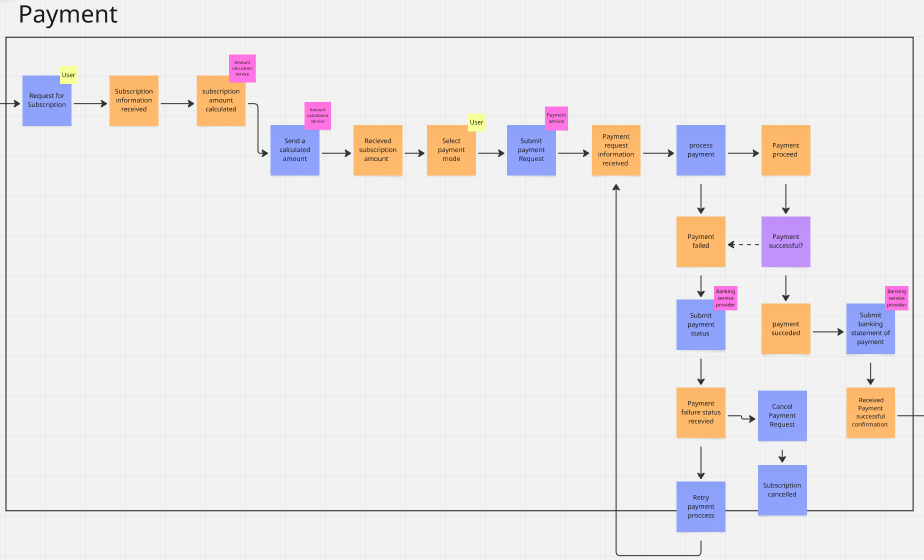 Payment
User
Request for
Subscription
Subscription
information
received
Amount
calculation
service
subscription
amount
calculated
Amount
calculation
service
Send a
calculated
amount
Recieved
subscription
amount
User
Select
payment
mode
Payment
service
Submit
payment
Request
Payment
request
information
received
process
payment
Payment
proceed
Payment
failed
Payment
successful?
Banking
service
provider
Submit
payment
status
payment
succeded
Banking
service
provider
Submit
banking
statement of
payment
Payment
failure status
recevied
Cancel
Payment
Request
Received
Payment
successful
confirmation
Subscription
cancelled
Retry
payment
proccess